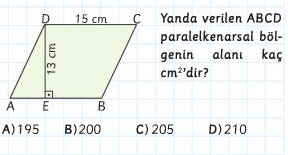 D 15 cm C
13 cm
A E B
Yanda verilen ABCD
paralelkenarsal böl-
genin alanı kaç
cm²'dir?
A) 195 B) 200 C) 205 D) 210